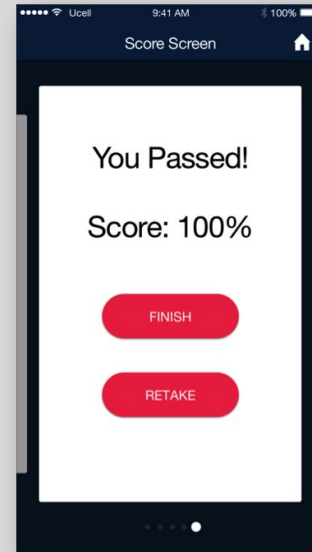 Ucell 9:41 AM 100%
Score Screen
You Passed!
Score: 100%
FINISH
RETAKE